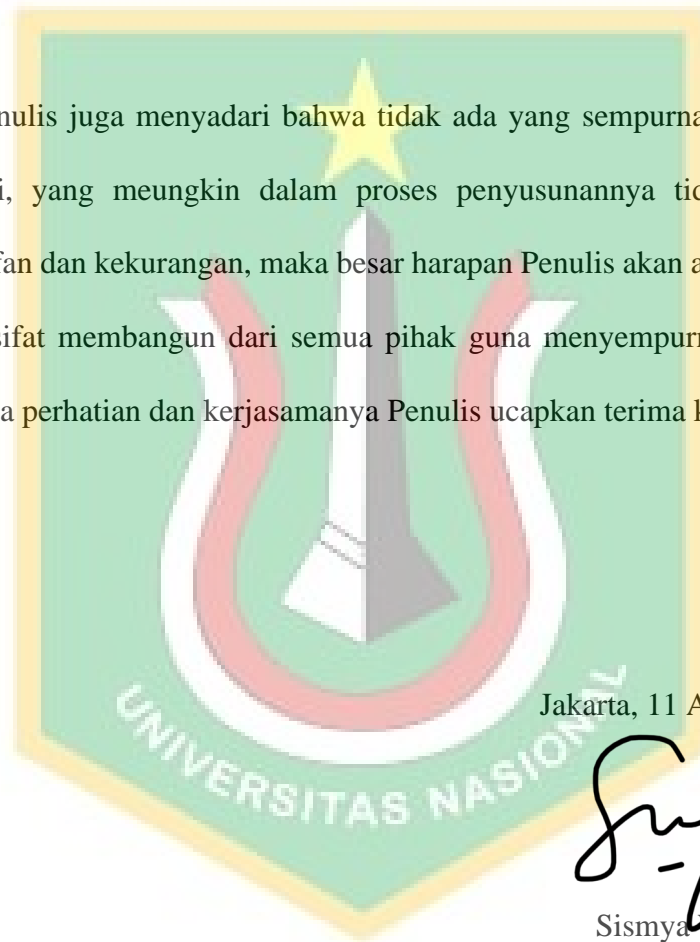 nulis juga menyadari bahwa tidak ada yang sempurna
i, yang meungkin dalam proses penyusunannya tid
fan dan kekurangan, maka besar harapan Penulis akan a
sifat membangun dari semua pihak guna menyempurn
a perhatian dan kerjasamanya Penulis ucapkan terima k
Jakarta, 11 A
UNIVERSITAS NASIONAL
Sismya